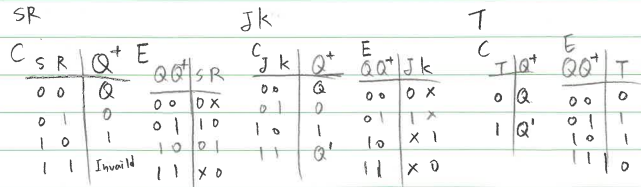 SR JK T
C E C E C E
S R Q+ QQ+ S R J K Q+ QQ+ J K T Q+ QQ+ T
0 0 Q 0 0 0 X 0 0 Q 0 0 0 X 0 Q 0 0 0
0 1 0 0 1 1 0 0 1 0 0 1 1 X 1 Q' 0 1 1
1 0 1 1 0 0 1 1 0 1 1 0 X 1 1 0 1
1 1 Invaild 1 1 X 0 1 1 Q' 1 1 X 0 1 1 0